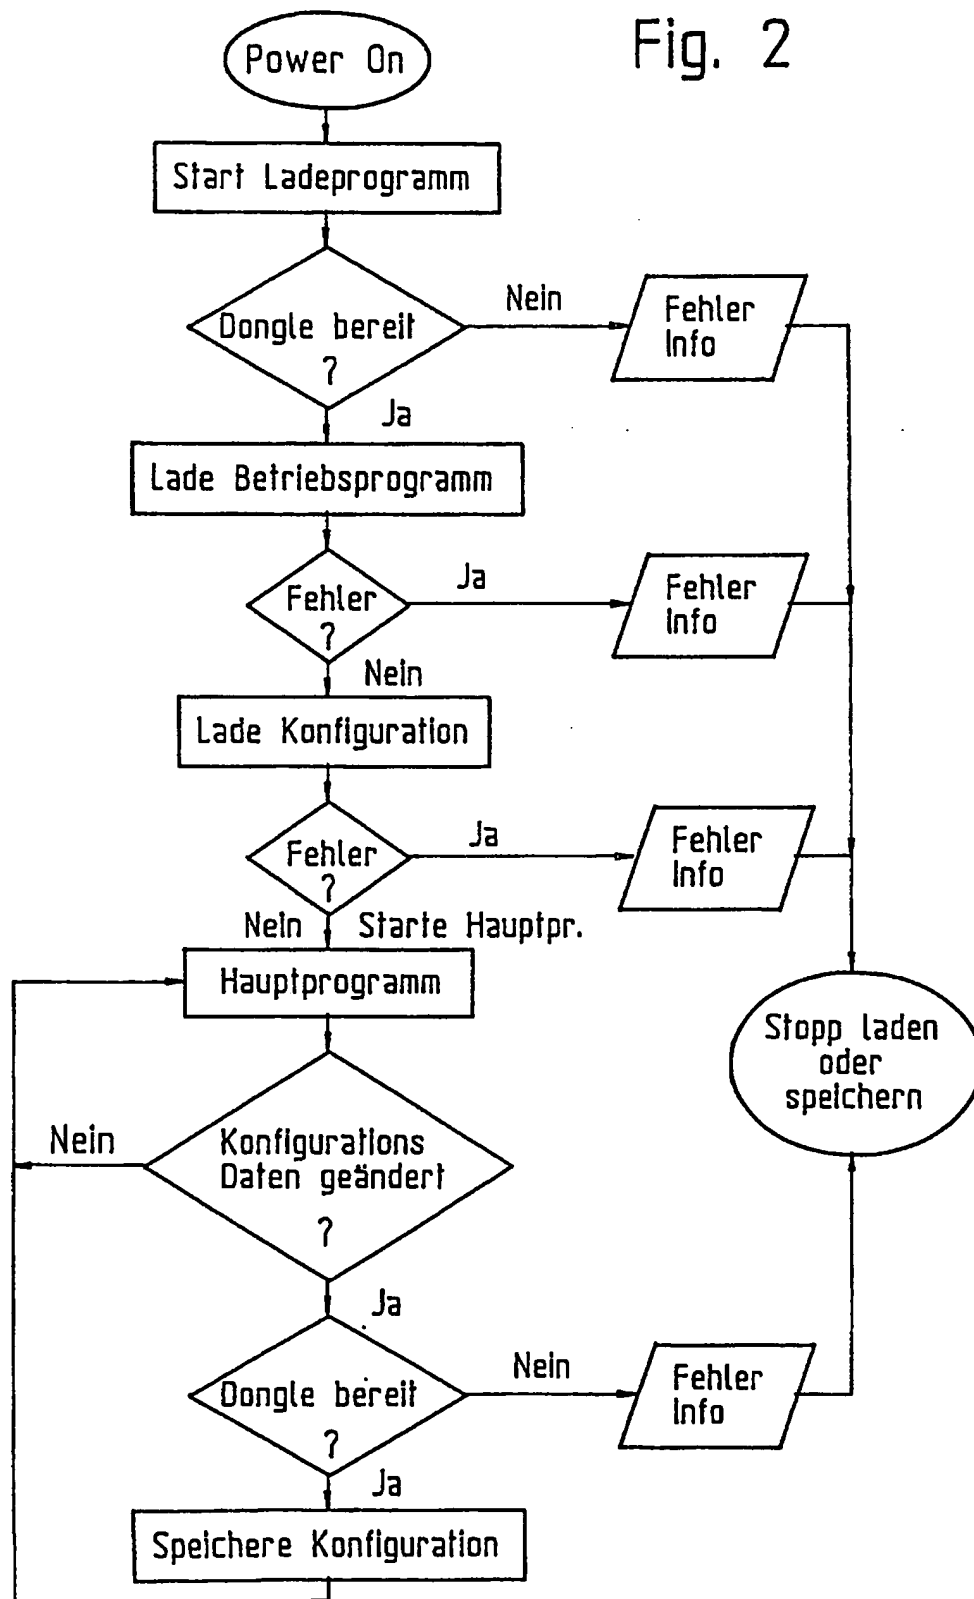 Fig. 2
Power On
Start Ladeprogramm
Dongle bereit
?
Nein
Fehler
Info
Ja
Lade Betriebsprogramm
Fehler
?
Ja
Fehler
Info
Nein
Lade Konfiguration
Fehler
?
Ja
Fehler
Info
Nein
Starte Hauptpr.
Hauptprogramm
Stopp laden
oder
speichern
Konfigurations
Daten geändert
?
Nein
Ja
Dongle bereit
?
Nein
Fehler
Info
Ja
Speichere Konfiguration